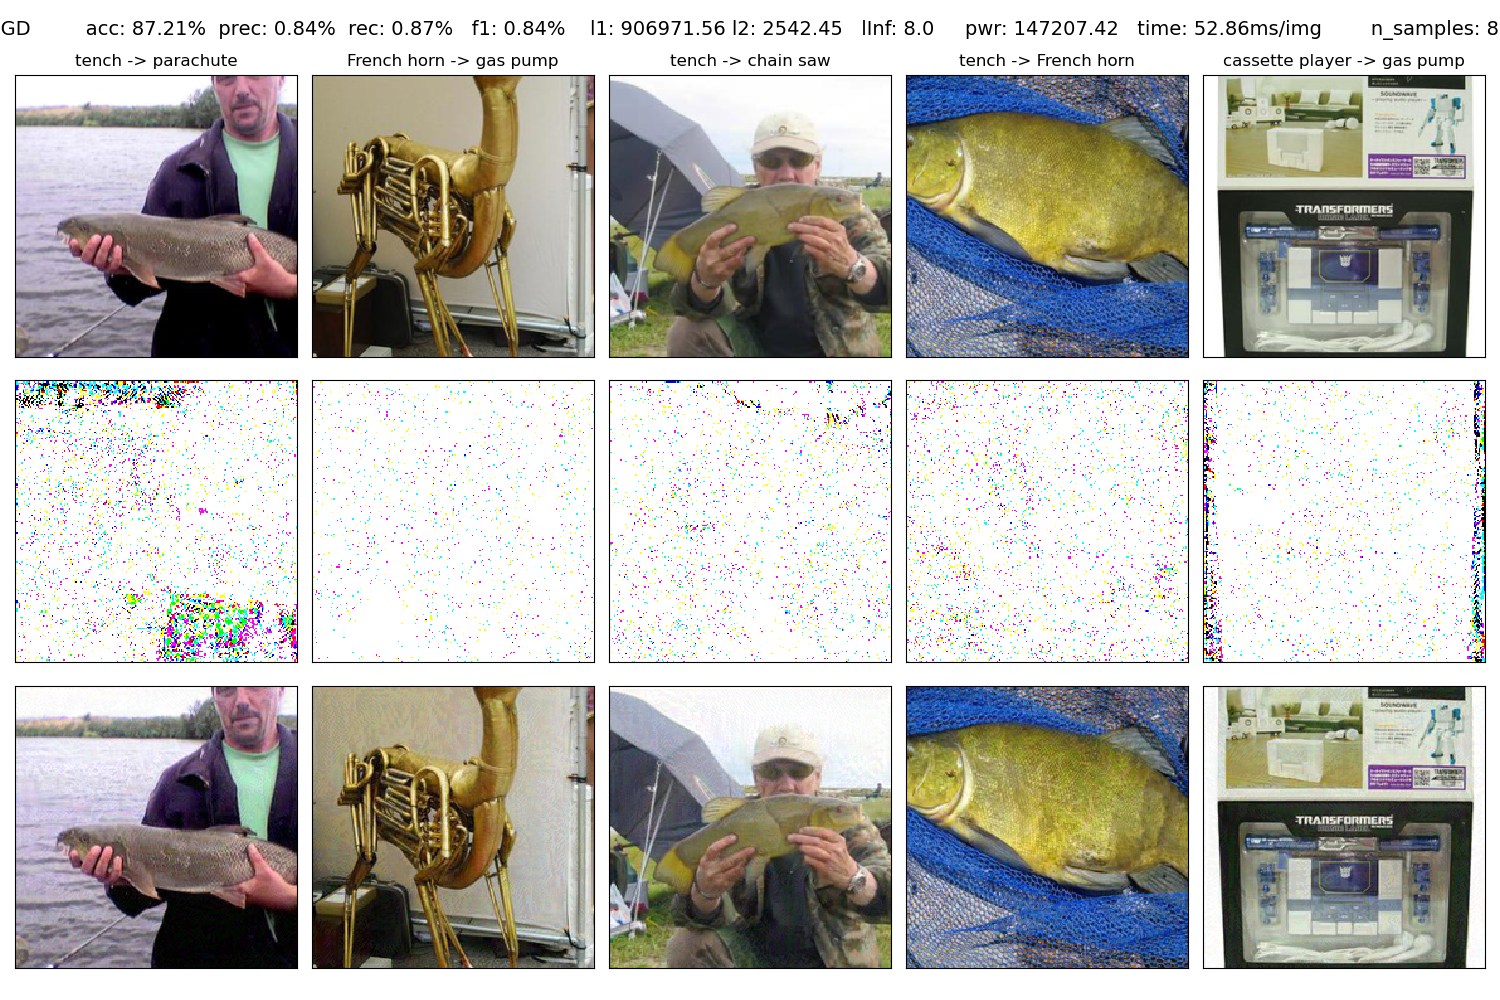 GD acc: 87.21% prec: 0.84% rec: 0.87% f1: 0.84% l1: 906971.56 l2: 2542.45 lInf: 8.0 pwr: 147207.42 time: 52.86ms/img n_samples: 8
tench -> parachute
French horn -> gas pump
tench -> chain saw
tench -> French horn
cassette player -> gas pump
SOUNDWAVE
TRANSFORMERS
SOUNDWAVE
TRANSFORMERS